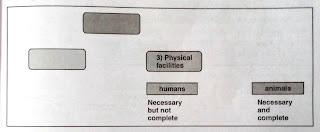 3) Physical
facilities
humans
animals
Necessary
but not
complete
Necessary
and
complete